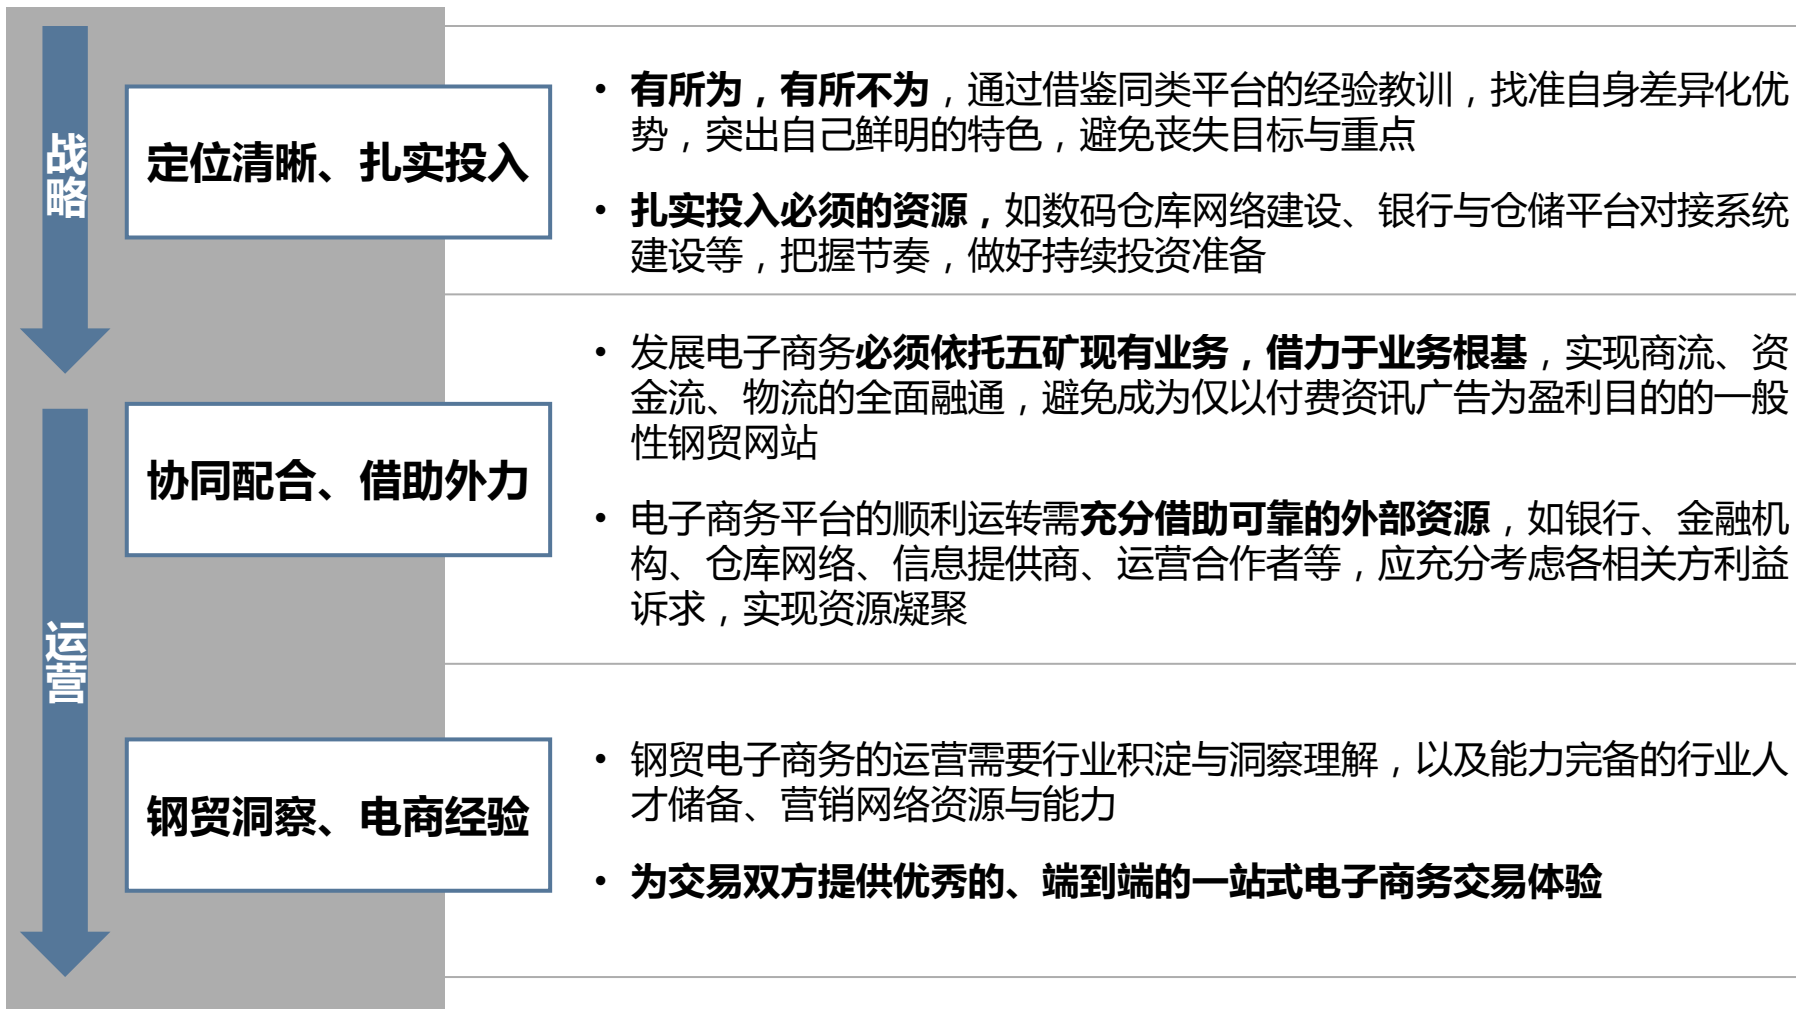 战略
定位清晰、扎实投入
• 有所为，有所不为，通过借鉴同类平台的经验教训，找准自身差异化优
势，突出自己鲜明的特色，避免丧失目标与重点
• 扎实投入必须的资源，如数码仓库网络建设、银行与仓储平台对接系统
建设等，把握节奏，做好持续投资准备
运营
协同配合、借助外力
• 发展电子商务必须依托五矿现有业务，借力于业务根基，实现商流、资
金流、物流的全面融通，避免成为仅以付费资讯广告为盈利目的的一般
性钢贸网站
• 电子商务平台的顺利运转需充分借助可靠的外部资源，如银行、金融机
构、仓库网络、信息提供商、运营合作者等，应充分考虑各相关方利益
诉求，实现资源凝聚
钢贸洞察、电商经验
• 钢贸电子商务的运营需要行业积淀与洞察理解，以及能力完备的行业人
才储备、营销网络资源与能力
• 为交易双方提供优秀的、端到端的一站式电子商务交易体验